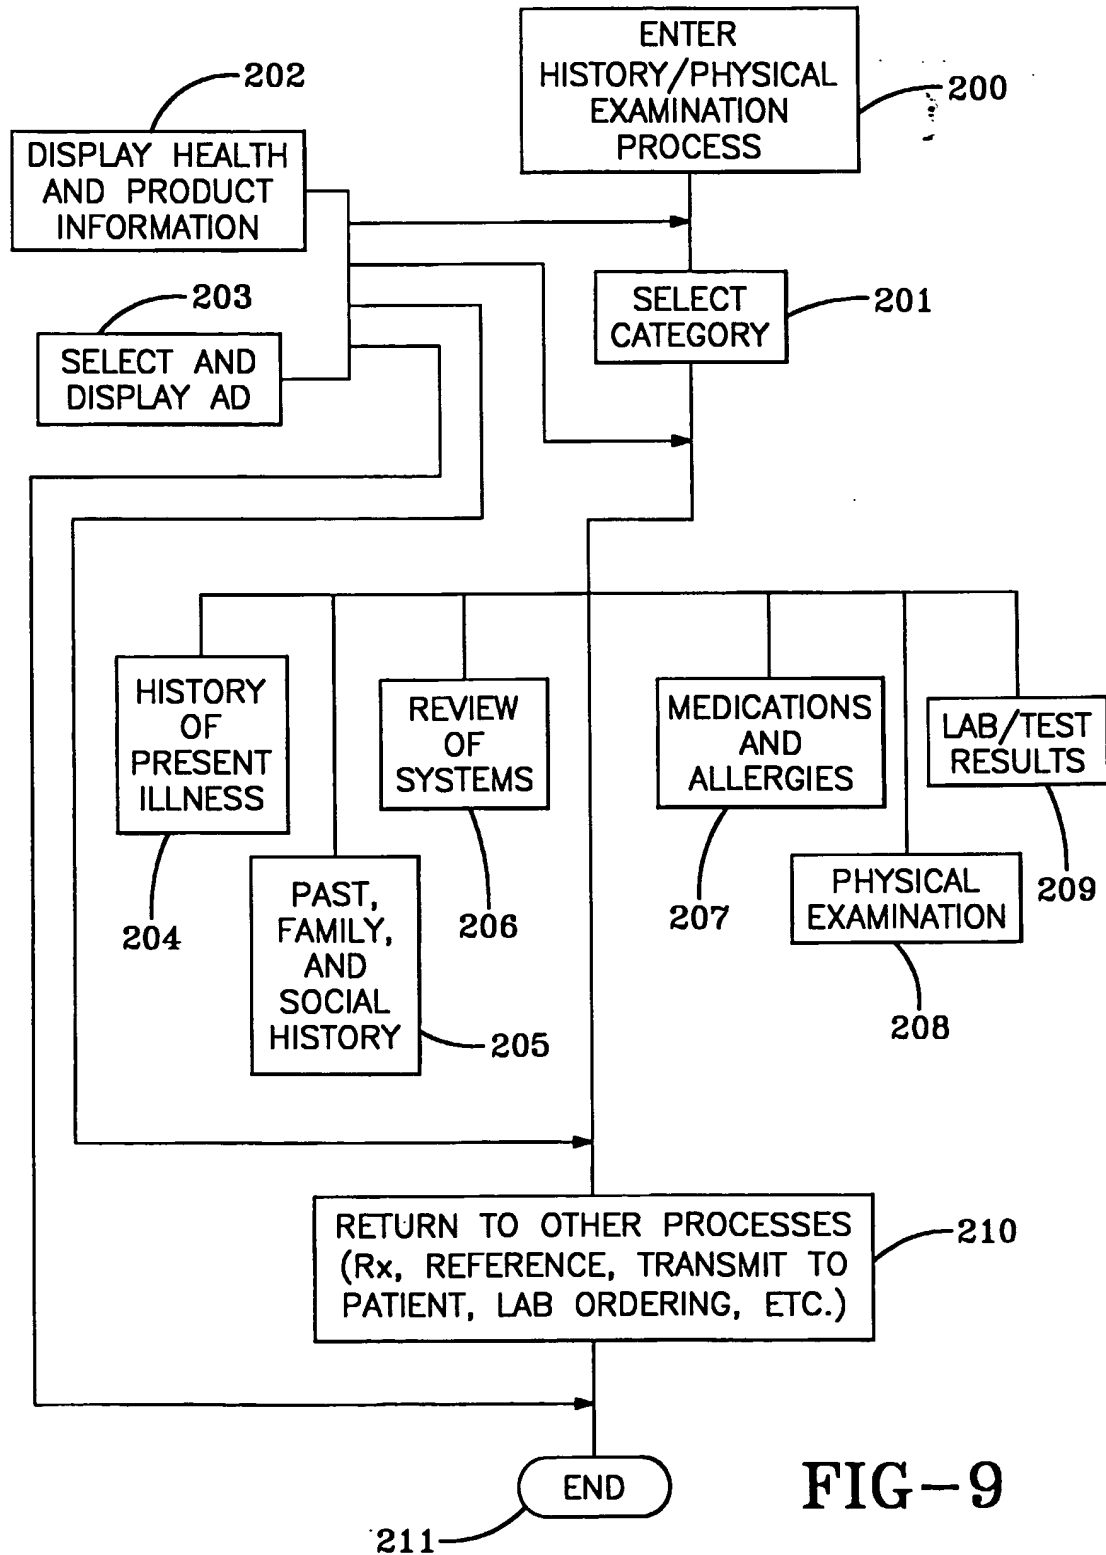 ENTER
HISTORY/PHYSICAL
EXAMINATION
PROCESS
200
202
DISPLAY HEALTH
AND PRODUCT
INFORMATION
203
SELECT AND
DISPLAY AD
SELECT
CATEGORY
201
HISTORY
OF
PRESENT
ILLNESS
204
PAST,
FAMILY,
AND
SOCIAL
HISTORY
205
REVIEW
OF
SYSTEMS
206
MEDICATIONS
AND
ALLERGIES
207
PHYSICAL
EXAMINATION
208
LAB/TEST
RESULTS
209
RETURN TO OTHER PROCESSES
(Rx, REFERENCE, TRANSMIT TO
PATIENT, LAB ORDERING, ETC.)
210
END
211
FIG-9